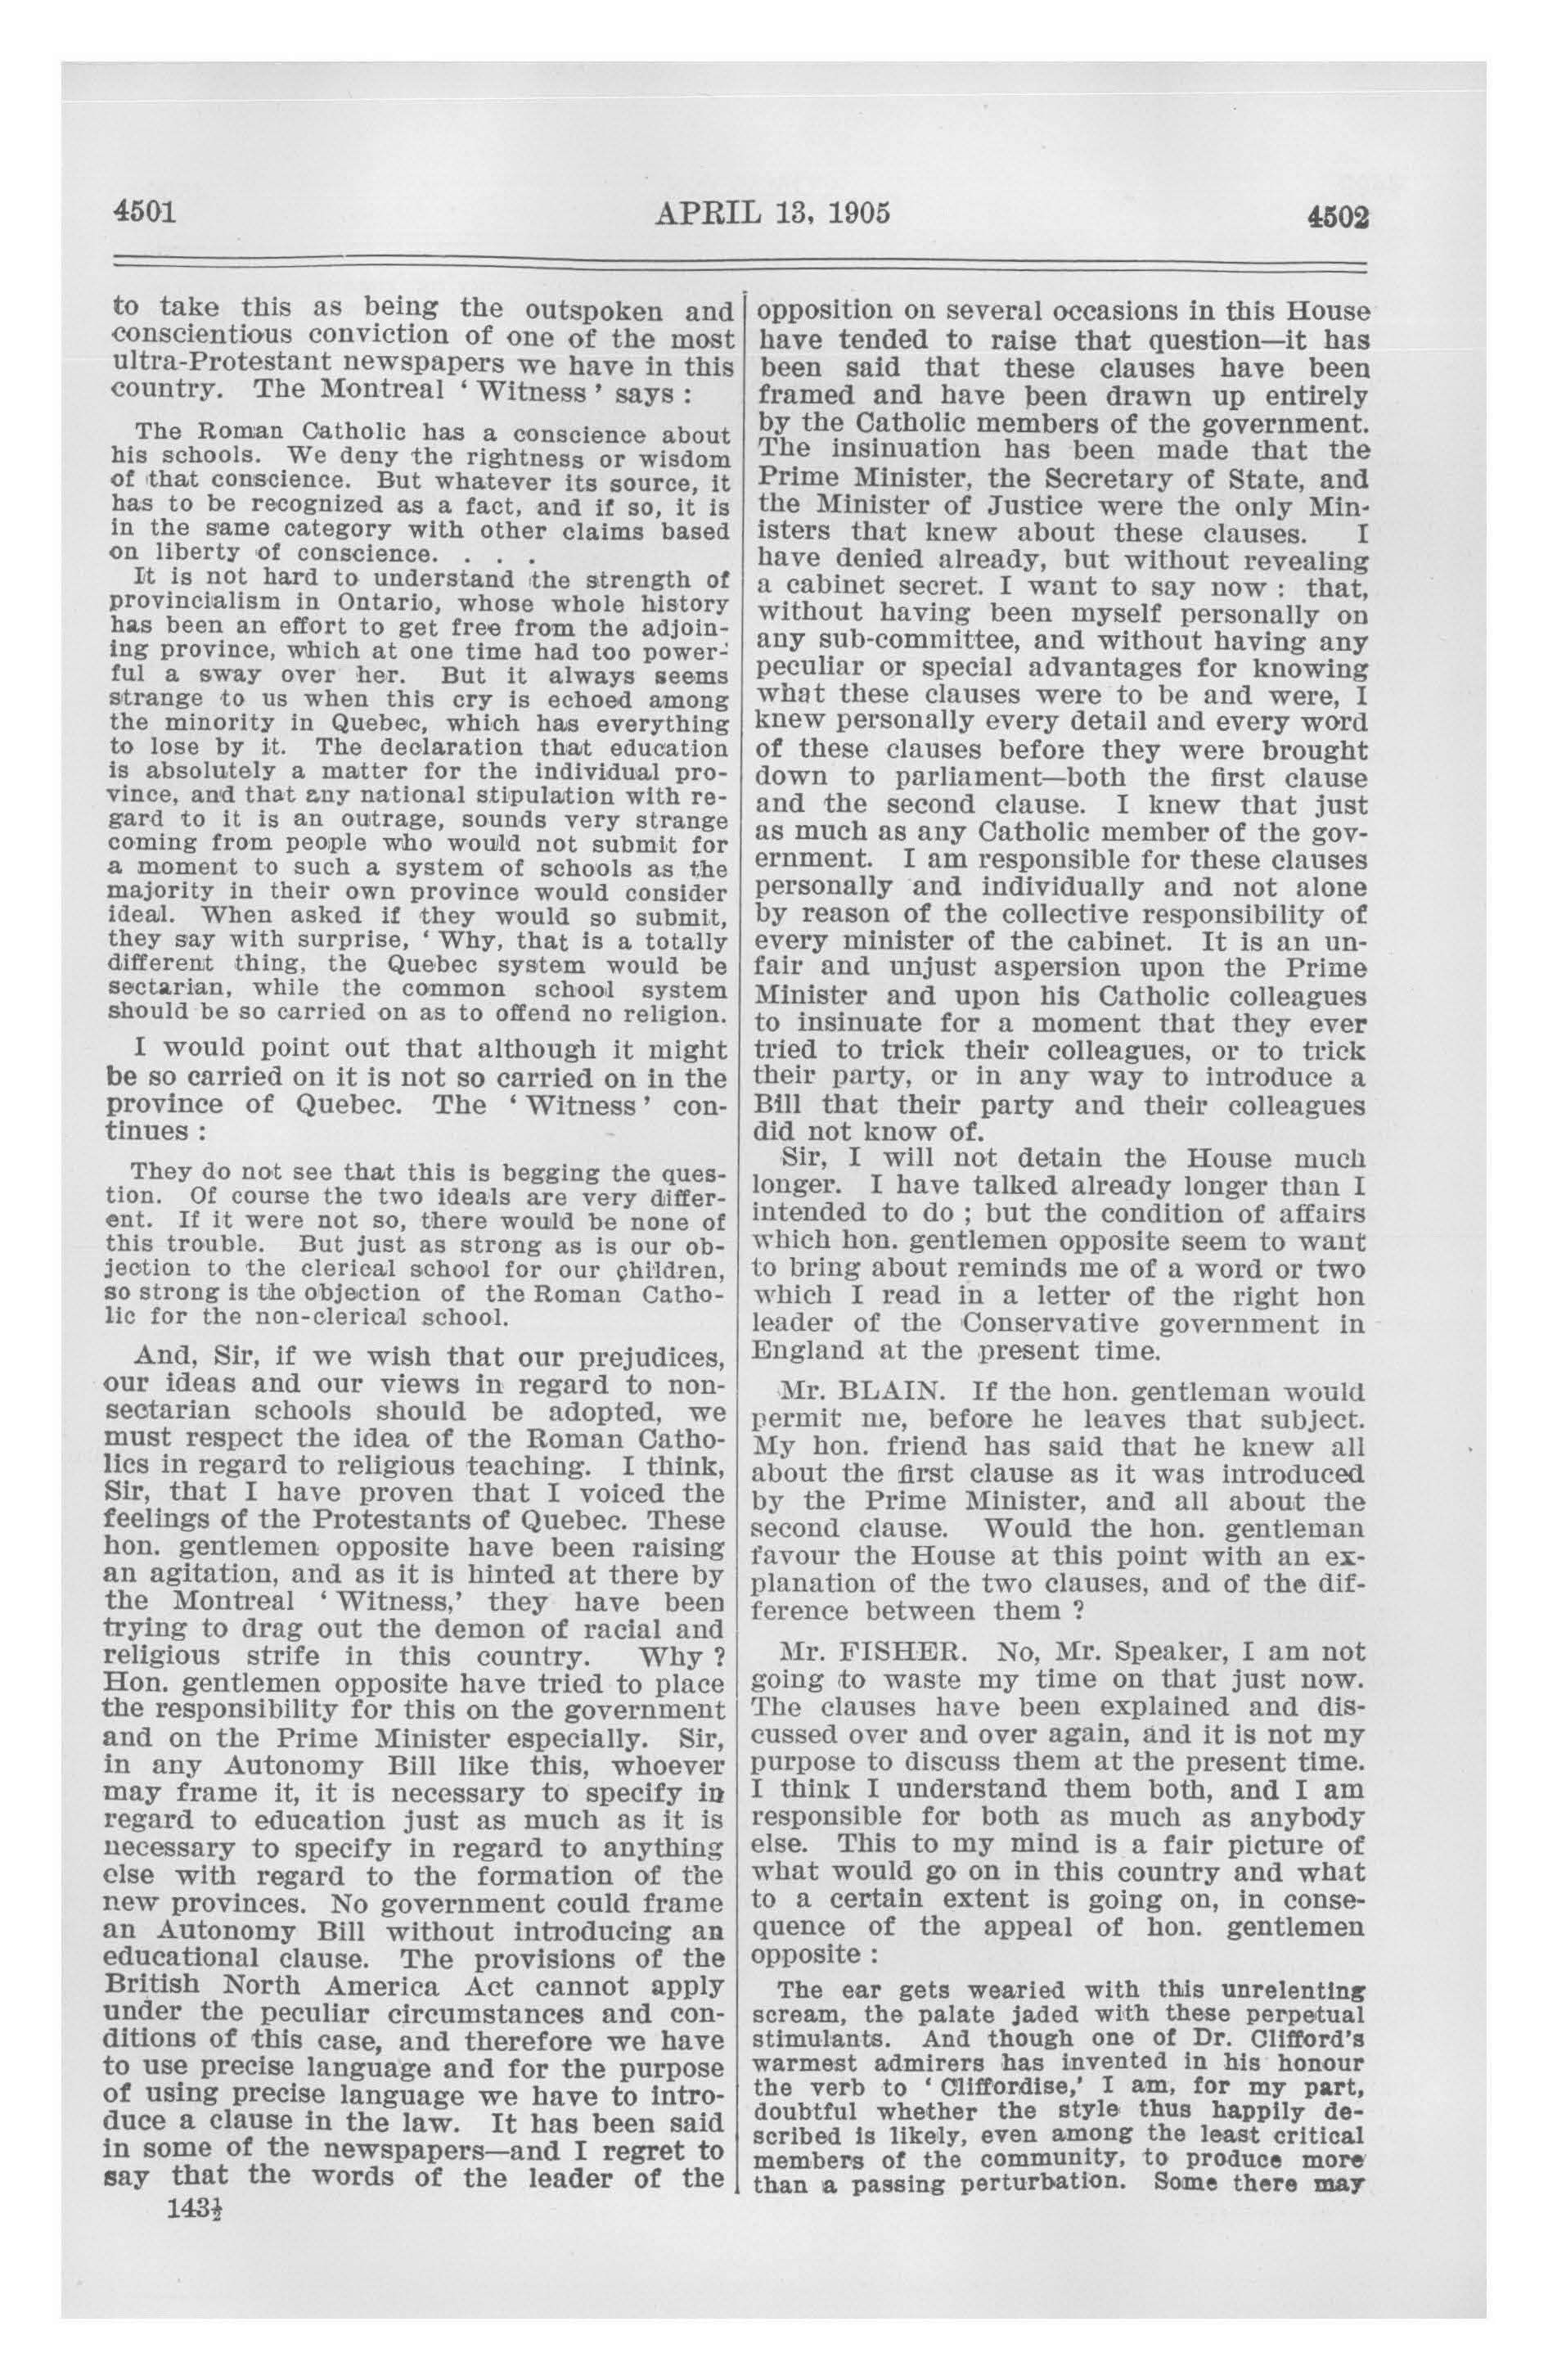 4501
APRIL 13, 1905
4502
to take this as being the outspoken and
conscientious conviction of one of the most
ultra-Protestant newspapers we have in this
country. The Montreal ‘ Witness ’ says :
The Roman Catholic has a conscience about
his schools. We deny the rightness or wisdom
of that conscience. But whatever its source, it
has to be recognized as a fact, and if so, it is
in the same category with other claims based
on liberty of conscience. . . .
It is not hard to understand the strength of
provincialism in Ontario, whose whole history
has been an effort to get free from the adjoin-
ing province, which at one time had too power-
ful a sway over her. But it always seems
strange to us when this cry is echoed among
the minority in Quebec, which has everything
to lose by it. The declaration that education
is absolutely a matter for the individual pro-
vince, and that any national stipulation with re-
gard to it is an outrage, sounds very strange
coming from people who would not submit for
a moment to such a system of schools as the
majority in their own province would consider
ideal. When asked if they would so submit,
they say with surprise, ‘ Why, that is a totally
different thing, the Quebec system would be
sectarian, while the common school system
should be so carried on as to offend no religion.
I would point out that although it might
be so carried on it is not so carried on in the
province of Quebec. The ‘ Witness ’ con-
tinues :
They do not see that this is begging the ques-
tion. Of course the two ideals are very differ-
ent. If it were not so, there would be none of
this trouble. But just as strong as is our ob-
jection to the clerical school for our children,
so strong is the objection of the Roman Catho-
lic for the non-clerical school.
And, Sir, if we wish that our prejudices,
our ideas and our views in regard to non-
sectarian schools should be adopted, we
must respect the idea of the Roman Catho-
lics in regard to religious teaching. I think,
Sir, that I have proven that I voiced the
feelings of the Protestants of Quebec. These
hon. gentlemen opposite have been raising
an agitation, and as it is hinted at there by
the Montreal ‘ Witness,’ they have been
trying to drag out the demon of racial and
religious strife in this country. Why ?
Hon. gentlemen opposite have tried to place
the responsibility for this on the government
and on the Prime Minister especially. Sir,
in any Autonomy Bill like this, whoever
may frame it, it is necessary to specify in
regard to education just as much as it is
necessary to specify in regard to anything
else with regard to the formation of the
new provinces. No government could frame
an Autonomy Bill without introducing an
educational clause. The provisions of the
British North America Act cannot apply
under the peculiar circumstances and con-
ditions of this case, and therefore we have
to use precise language and for the purpose
of using precise language we have to intro-
duce a clause in the law. It has been said
in some of the newspapers—and I regret to
say that the words of the leader of the
143½
opposition on several occasions in this House
have tended to raise that question—it has
been said that these clauses have been
framed and have been drawn up entirely
by the Catholic members of the government.
The insinuation has been made that the
Prime Minister, the Secretary of State, and
the Minister of Justice were the only Min-
isters that knew about these clauses. I
have denied already, but without revealing
a cabinet secret. I want to say now : that,
without having been myself personally on
any sub-committee, and without having any
peculiar or special advantages for knowing
what these clauses were to be and were, I
knew personally every detail and every word
of these clauses before they were brought
down to parliament—both the first clause
and the second clause. I knew that just
as much as any Catholic member of the gov-
ernment. I am responsible for these clauses
personally and individually and not alone
by reason of the collective responsibility of
every minister of the cabinet. It is an un-
fair and unjust aspersion upon the Prime
Minister and upon his Catholic colleagues
to insinuate for a moment that they ever
tried to trick their colleagues, or to trick
their party, or in any way to introduce a
Bill that their party and their colleagues
did not know of.
Sir, I will not detain the House much
longer. I have talked already longer than I
intended to do ; but the condition of affairs
which hon. gentlemen opposite seem to want
to bring about reminds me of a word or two
which I read in a letter of the right hon
leader of the Conservative government in
England at the present time.
Mr. BLAIN. If the hon. gentleman would
permit me, before he leaves that subject.
My hon. friend has said that he knew all
about the first clause as it was introduced
by the Prime Minister, and all about the
second clause. Would the hon. gentleman
favour the House at this point with an ex-
planation of the two clauses, and of the dif-
ference between them ?
Mr. FISHER. No, Mr. Speaker, I am not
going to waste my time on that just now.
The clauses have been explained and dis-
cussed over and over again, and it is not my
purpose to discuss them at the present time.
I think I understand them both, and I am
responsible for both as much as anybody
else. This to my mind is a fair picture of
what would go on in this country and what
to a certain extent is going on, in conse-
quence of the appeal of hon. gentlemen
opposite :
The ear gets wearied with this unrelenting
scream, the palate jaded with these perpetual
stimulants. And though one of Dr. Clifford's
warmest admirers has invented in his honour
the verb to ‘ Cliffordise,’ I am, for my part,
doubtful whether the style thus happily de-
scribed is likely, even among the least critical
members of the community, to produce more
than a passing perturbation. Some there may